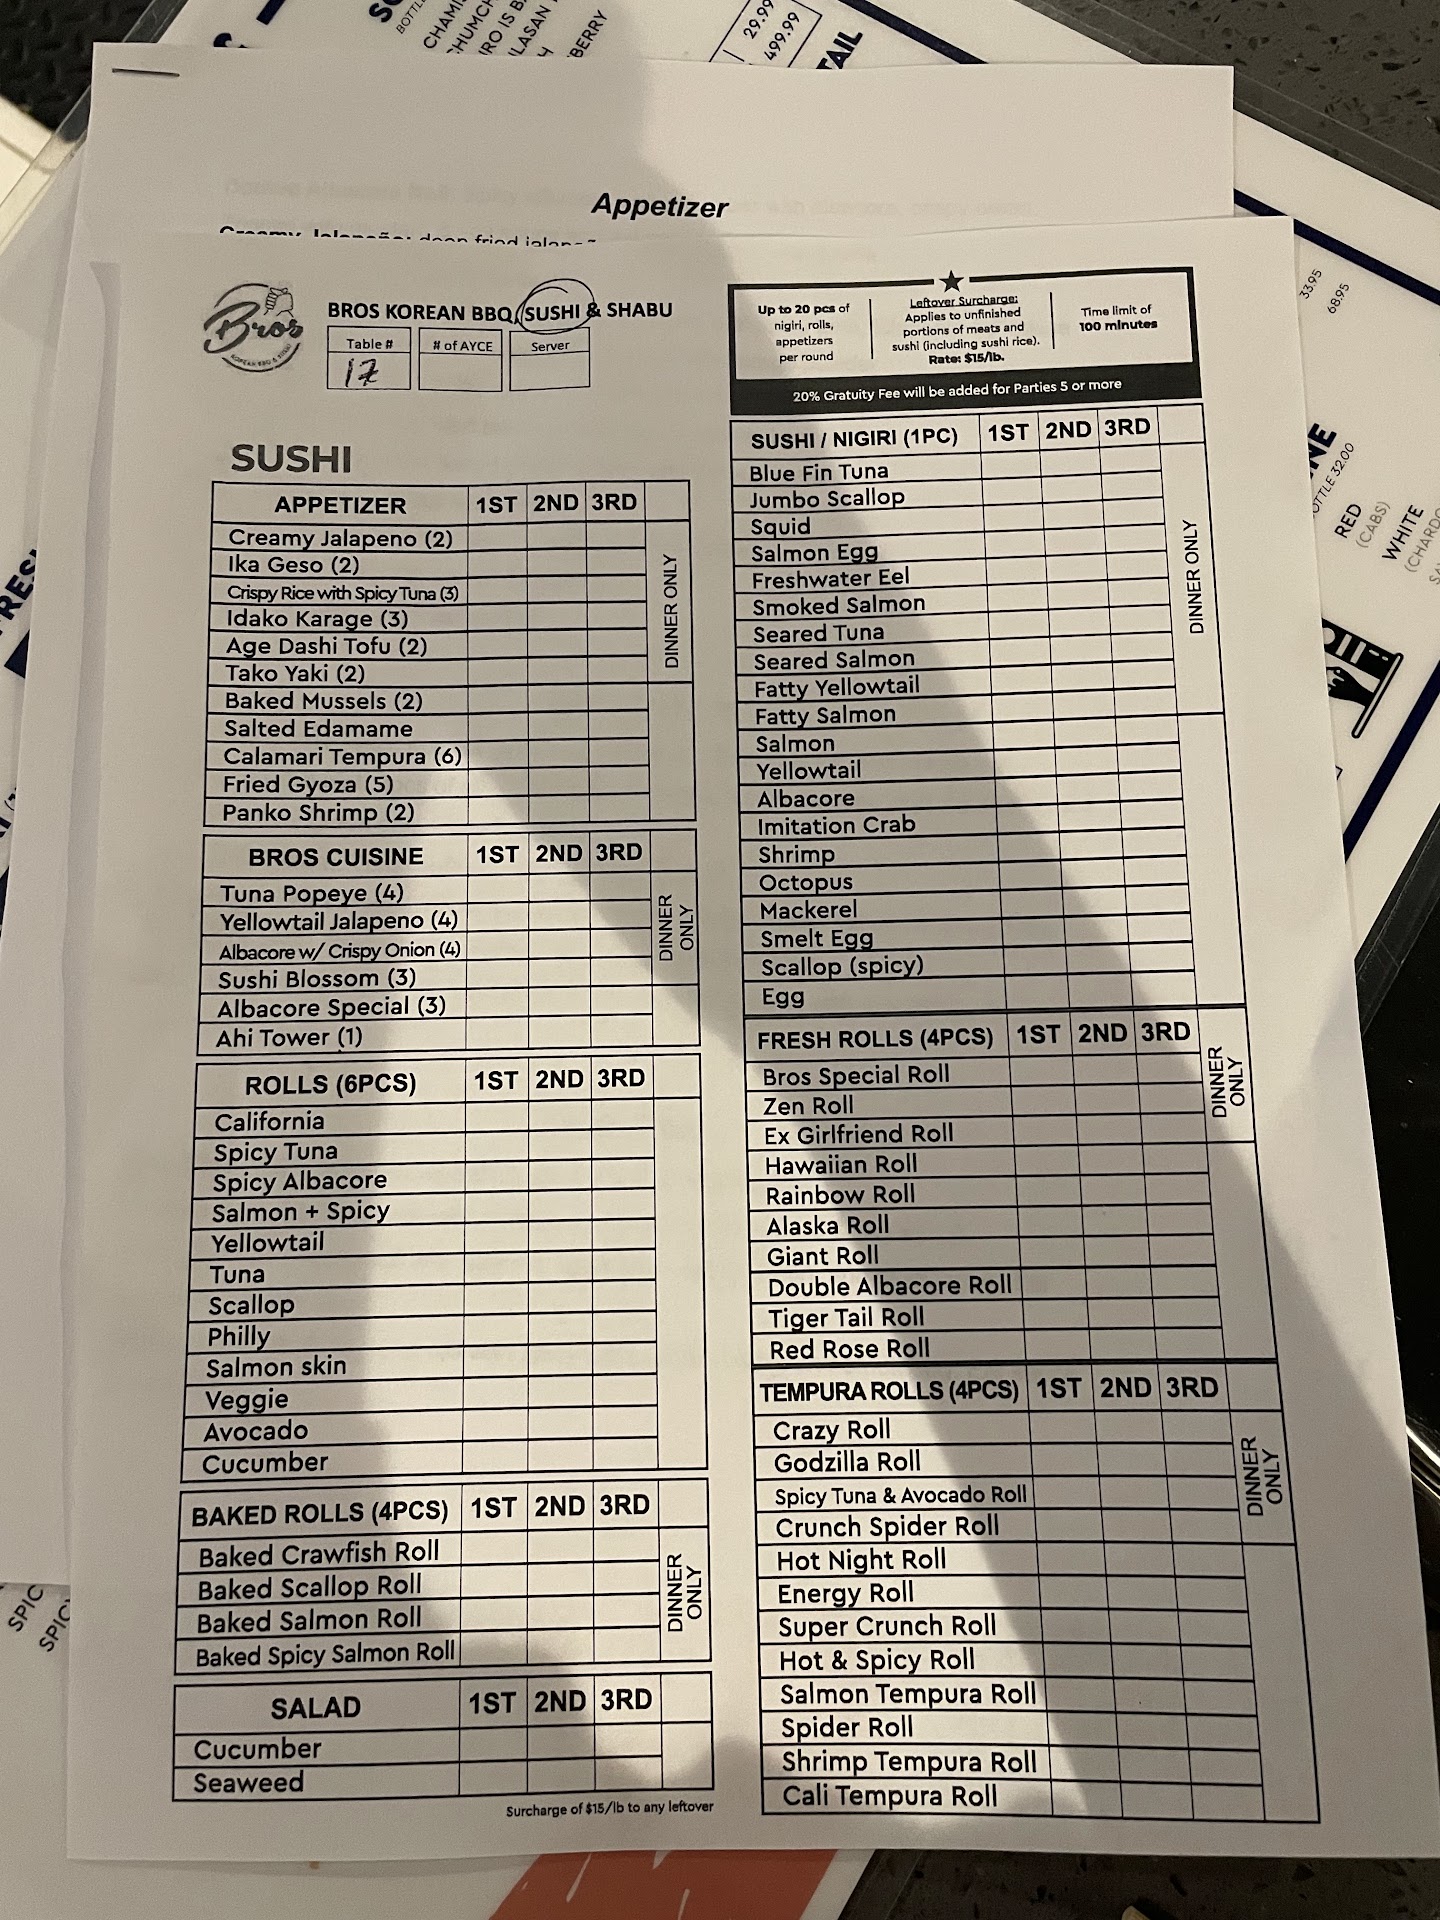 BOTTLE
29.99
499.99
BERRY
Appetizer
Creamy Jalapeño: deep fried
Bros
KOREAN BBQ & SUSHI
BROS KOREAN BBQ, SUSHI & SHABU
Table # # of AYCE Server
17
Up to 20 pcs of
nigiri, rolls,
appetizers
per round
Leftover Surcharge:
Applies to unfinished
portions of meats and
sushi (including sushi rice).
Rate: $15/lb.
Time limit of
100 minutes
20% Gratuity Fee will be added for Parties 5 or more
SUSHI
APPETIZER 1ST 2ND 3RD
Creamy Jalapeno (2)
Ika Geso (2)
Crispy Rice with Spicy Tuna (3)
Idako Karage (3)
Age Dashi Tofu (2)
Tako Yaki (2)
DINNER ONLY
Baked Mussels (2)
Salted Edamame
Calamari Tempura (6)
Fried Gyoza (5)
Panko Shrimp (2)
BROS CUISINE 1ST 2ND 3RD
Tuna Popeye (4)
Yellowtail Jalapeno (4)
Albacore w/ Crispy Onion (4)
Sushi Blossom (3)
DINNER
ONLY
Albacore Special (3)
Ahi Tower (1)
ROLLS (6PCS) 1ST 2ND 3RD
California
Spicy Tuna
Spicy Albacore
Salmon + Spicy
Yellowtail
Tuna
Scallop
Philly
Salmon skin
Veggie
Avocado
Cucumber
BAKED ROLLS (4PCS) 1ST 2ND 3RD
Baked Crawfish Roll
Baked Scallop Roll
Baked Salmon Roll
Baked Spicy Salmon Roll
DINNER
ONLY
SALAD 1ST 2ND 3RD
Cucumber
Seaweed
Surcharge of $15/lb to any leftover
SUSHI / NIGIRI (1PC) 1ST 2ND 3RD
Blue Fin Tuna
Jumbo Scallop
Squid
Salmon Egg
Freshwater Eel
Smoked Salmon
Seared Tuna
Seared Salmon
Fatty Yellowtail
Fatty Salmon
DINNER ONLY
Salmon
Yellowtail
Albacore
Imitation Crab
Shrimp
Octopus
Mackerel
Smelt Egg
Scallop (spicy)
Egg
FRESH ROLLS (4PCS) 1ST 2ND 3RD
Bros Special Roll
Zen Roll
Ex Girlfriend Roll
DINNER
ONLY
Hawaiian Roll
Rainbow Roll
Alaska Roll
Giant Roll
Double Albacore Roll
Tiger Tail Roll
Red Rose Roll
TEMPURA ROLLS (4PCS) 1ST 2ND 3RD
Crazy Roll
Godzilla Roll
Spicy Tuna & Avocado Roll
Crunch Spider Roll
DINNER
ONLY
Hot Night Roll
Energy Roll
Super Crunch Roll
Hot & Spicy Roll
Salmon Tempura Roll
Spider Roll
Shrimp Tempura Roll
Cali Tempura Roll
33.95
68.95
BOTTLE 32.00
RED
(CABS)
WHITE